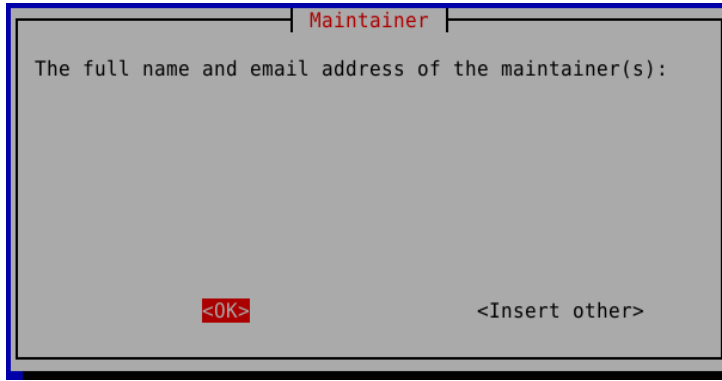 Maintainer
The full name and email address of the maintainer(s):
<OK> <Insert other>